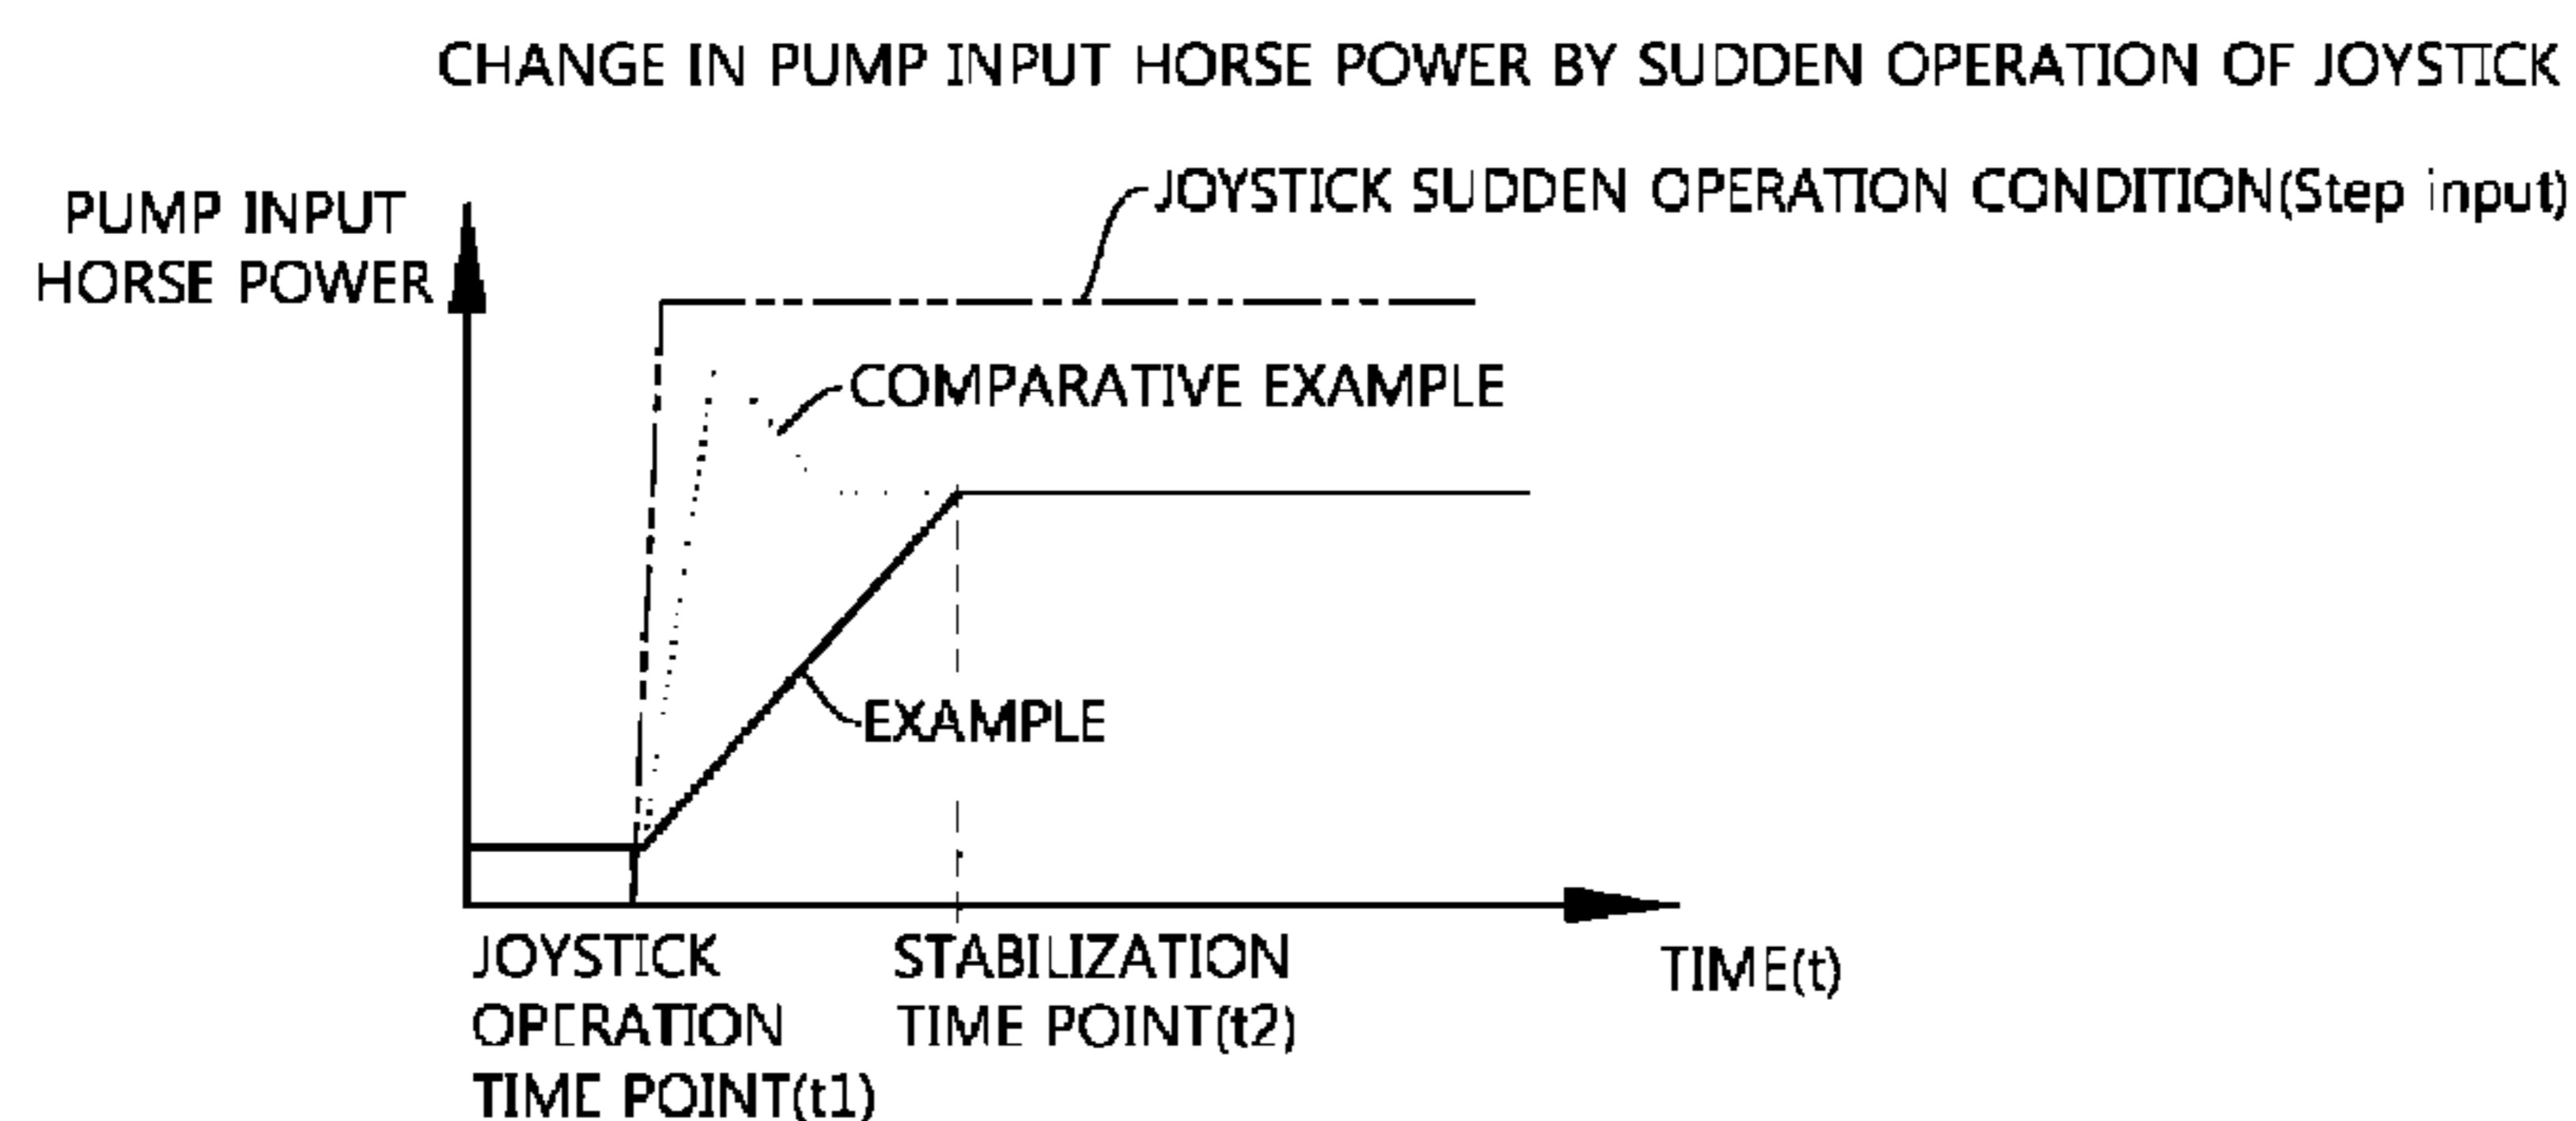 CHANGE IN PUMP INPUT HORSE POWER BY SUDDEN OPERATION OF JOYSTICK
JOYSTICK SUDDEN OPERATION CONDITION(Step input)
PUMP INPUT
HORSE POWER
COMPARATIVE EXAMPLE
EXAMPLE
JOYSTICK
OPERATION
TIME POINT(t1)
STABILIZATION
TIME POINT(t2)
TIME(t)